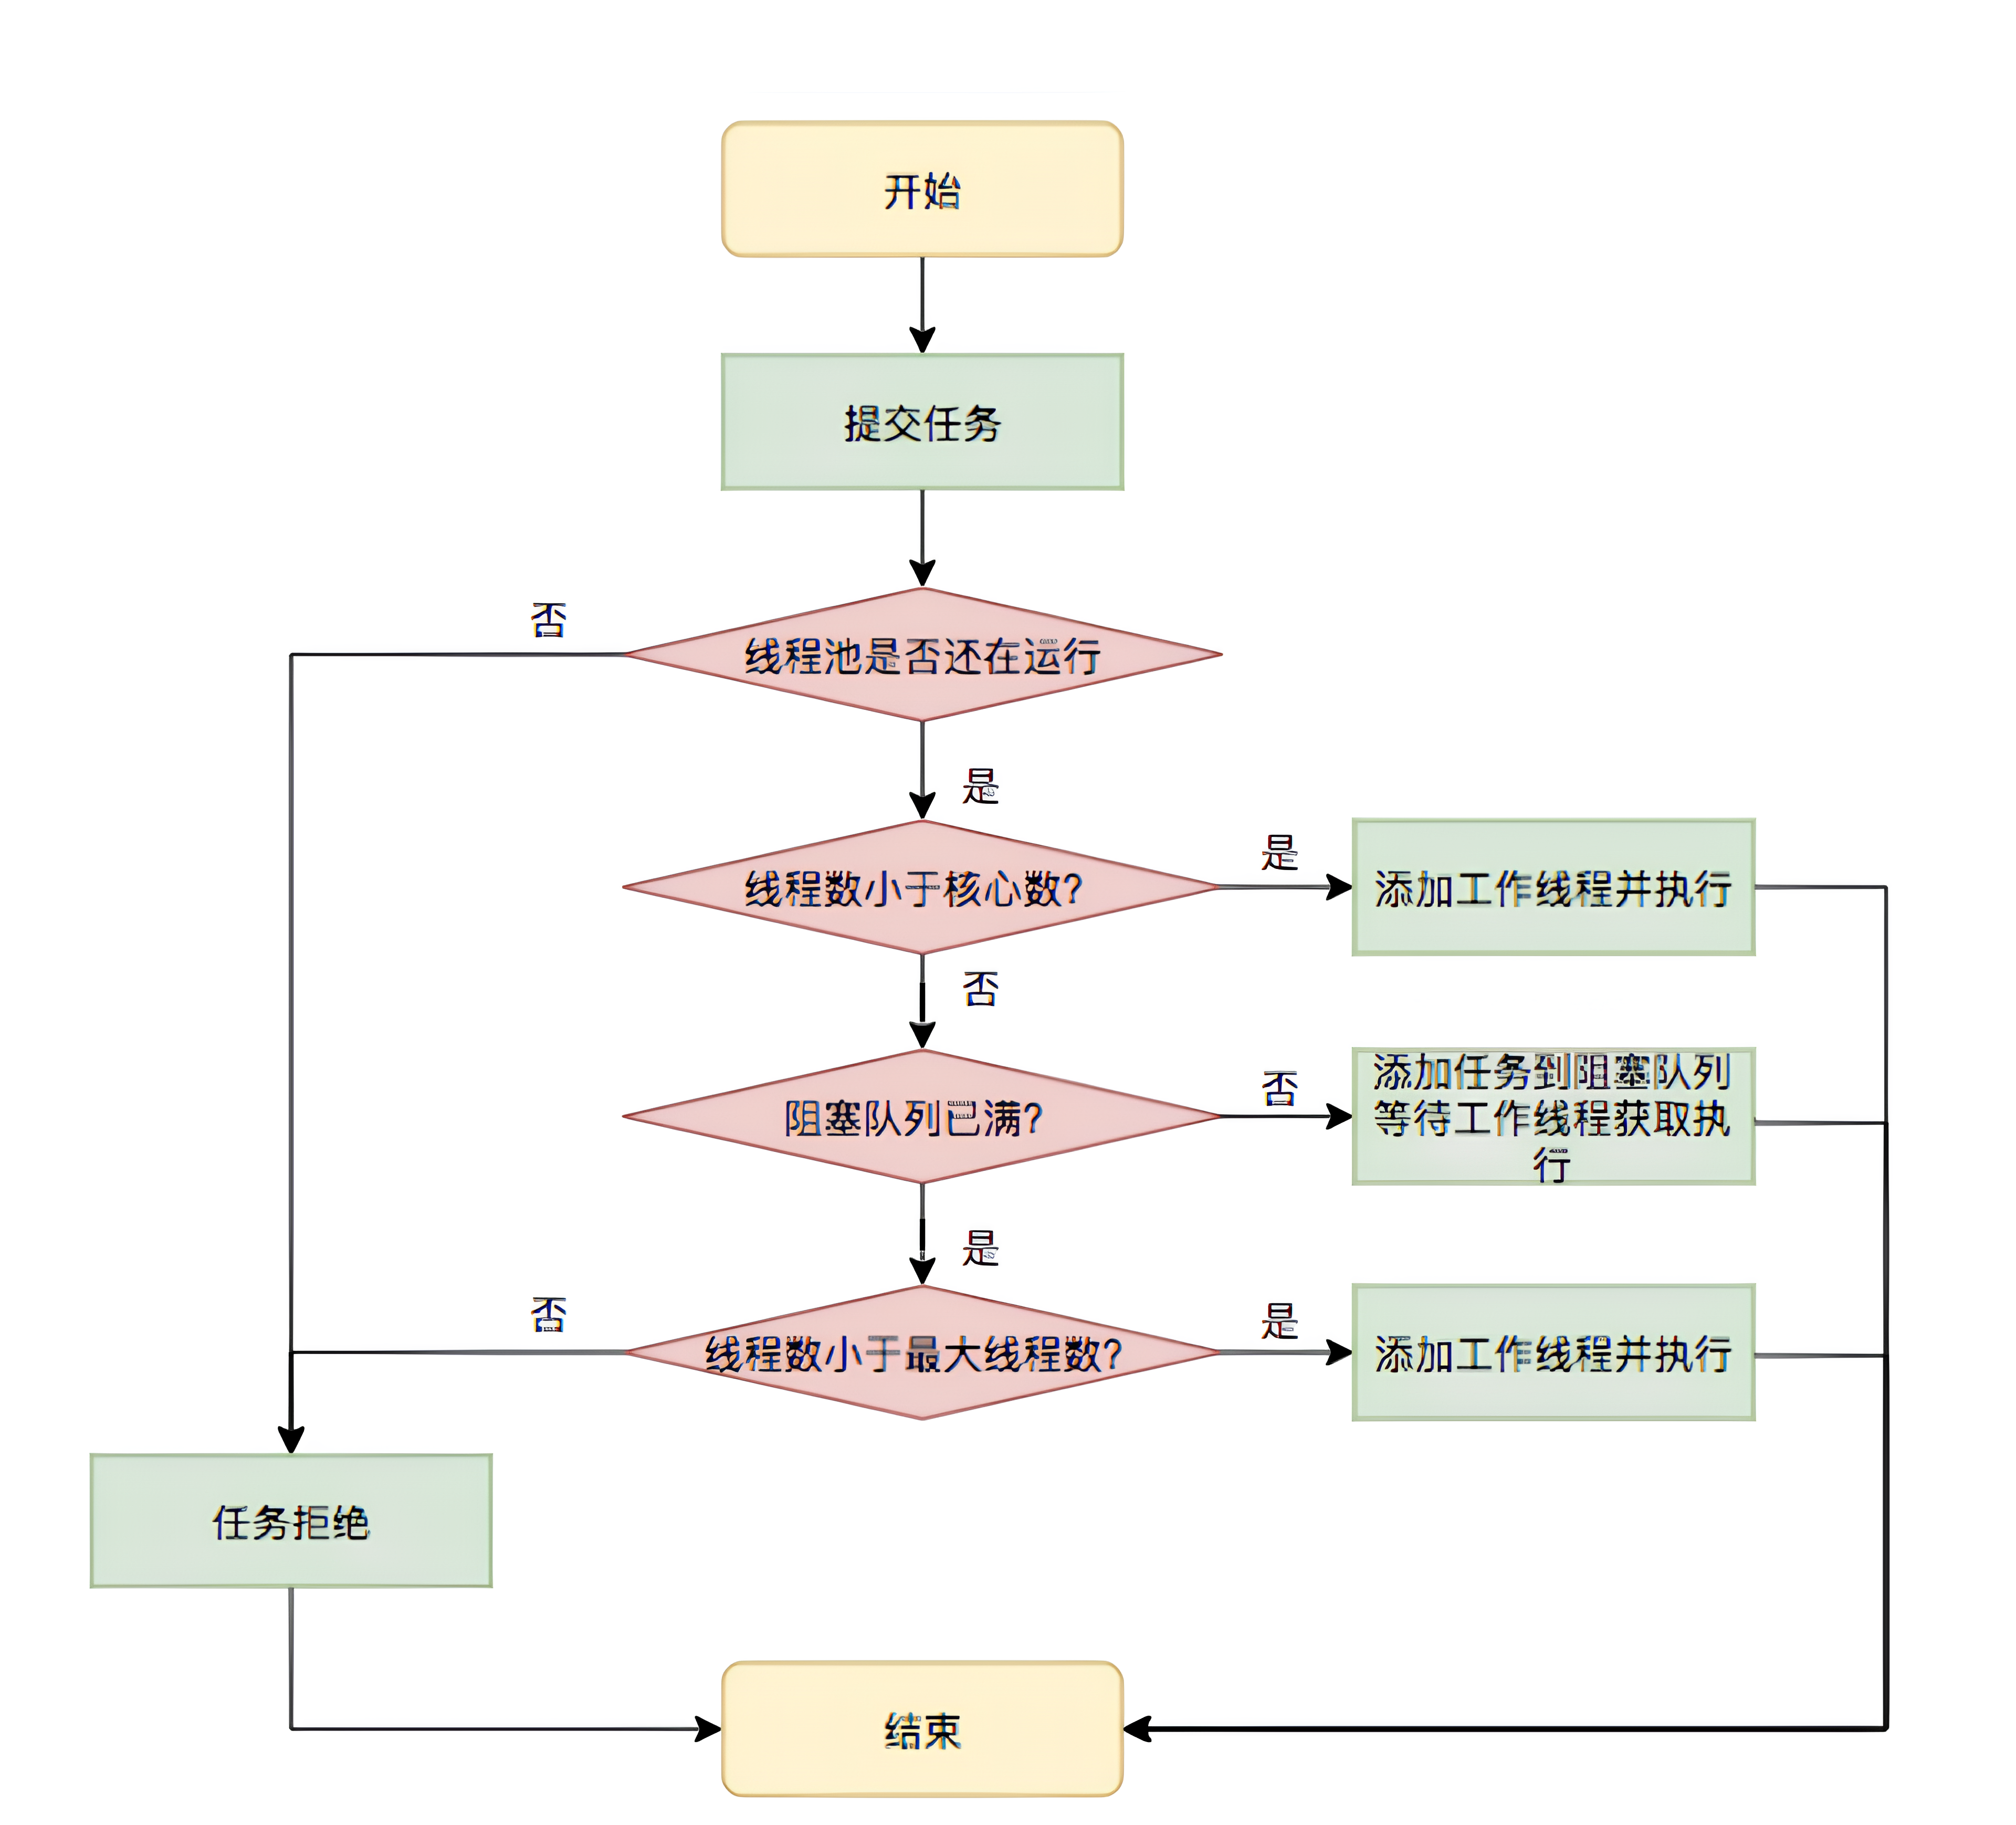 开始
提交任务
否
线程池是否还在运行
是
是
线程数小于核心数?
添加工作线程并执行
否
添加任务到阻塞队列
否
阻塞队列已满?
等待工作线程获取执
行
是
否
是
线程数小于最大线程数?
添加工作线程并执行
任务拒绝
结束